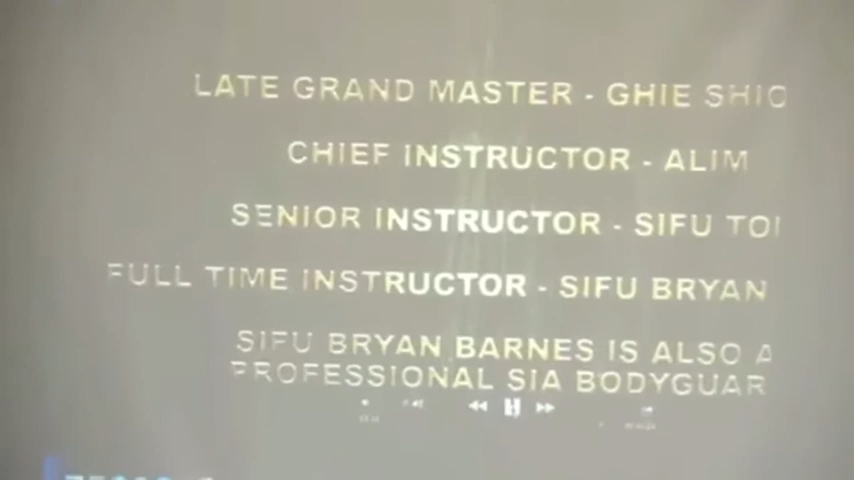 LATE GRAND MASTER - GHIE
CHIEF INSTRUCTOR - ALIM
SENIOR INSTRUCTOR - SIFU
FULL TIME INSTRUCTOR - SIFU BRYAN
SIFU BRYAN BARNES IS ALSO A
PROFESSIONAL SIA